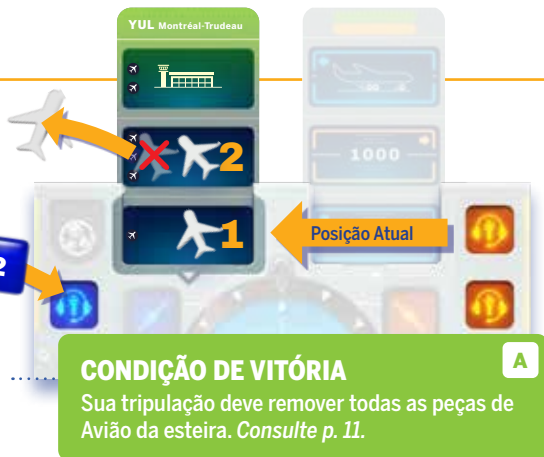 YUL Montréal-Trudeau
2
1000
1
Posição Atual
2
CONDIÇÃO DE VITÓRIA
A
Sua tripulação deve remover todas as peças de
Avião da esteira. Consulte p. 11.